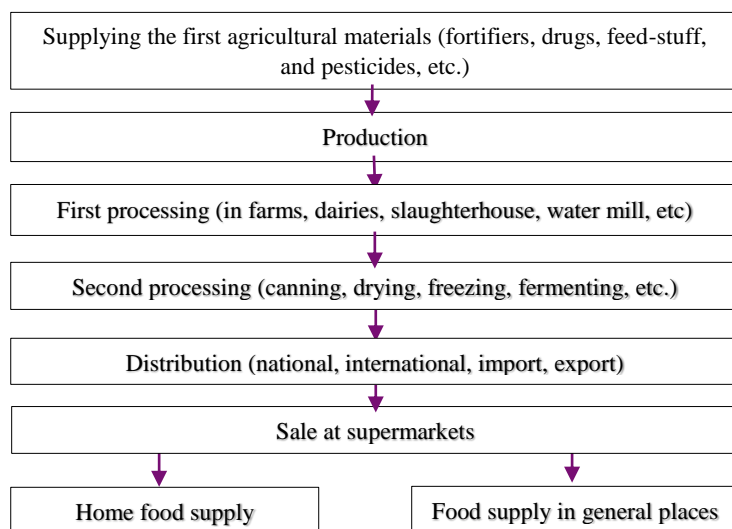 Supplying the first agricultural materials (fortifiers, drugs, feed-stuff,
and pesticides, etc.)
Production
First processing (in farms, dairies, slaughterhouse, water mill, etc)
Second processing (canning, drying, freezing, fermenting, etc.)
Distribution (national, international, import, export)
Sale at supermarkets
Home food supply
Food supply in general places